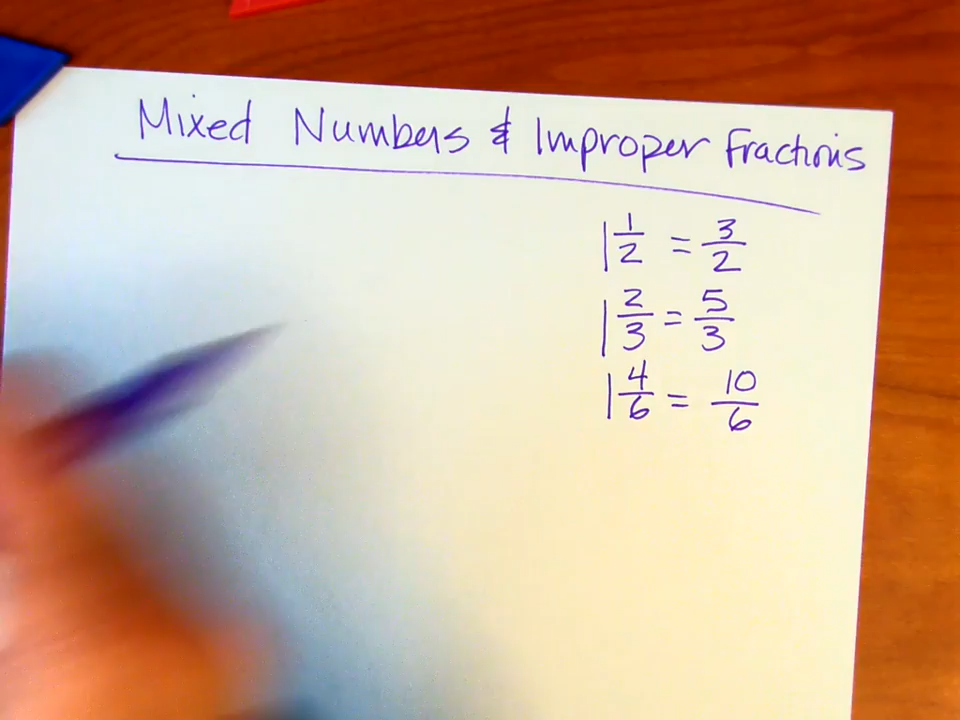 Mixed Numbers & Improper Fractions
1 1/2 = 3/2
1 2/3 = 5/3
1 4/6 = 10/6